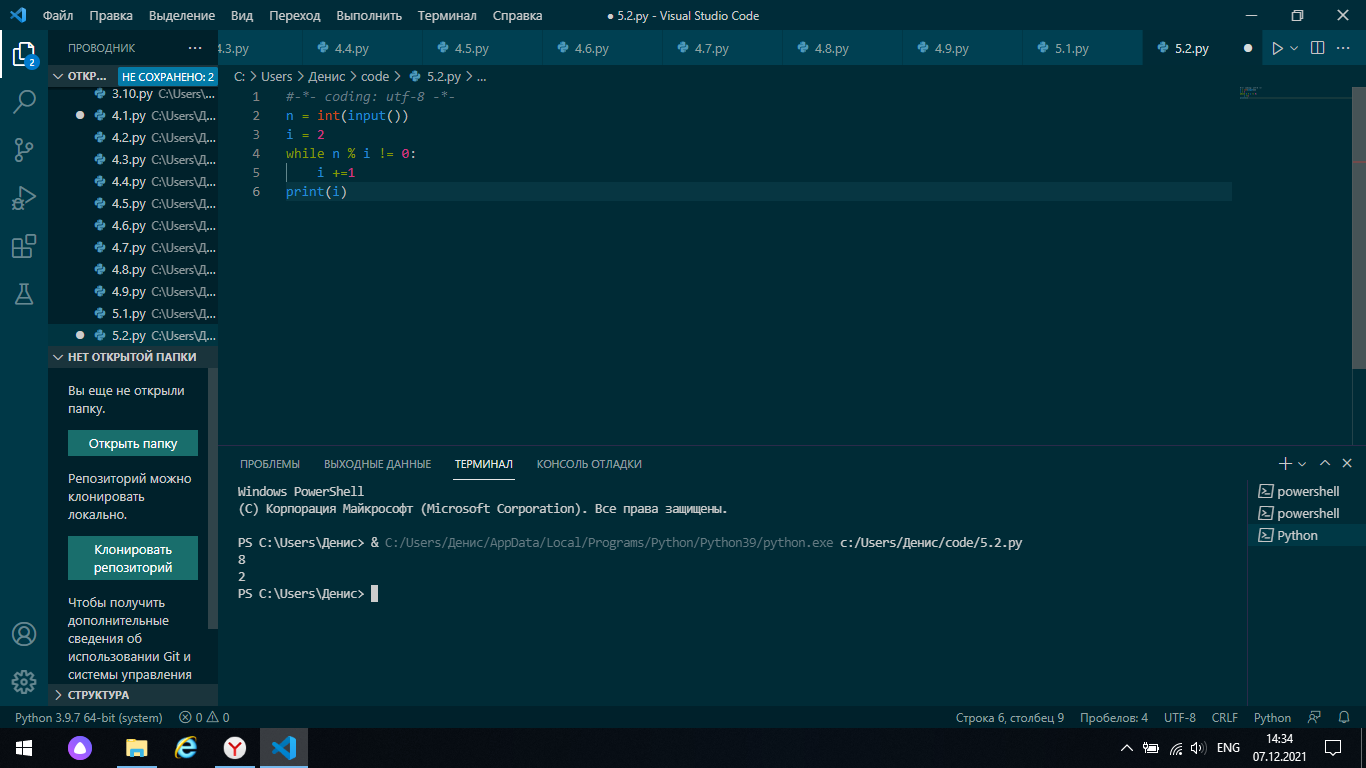 Файл Правка Выделение Вид Переход Выполнить Терминал Справка ● 5.2.py - Visual Studio Code
ПРОВОДНИК ...
4.3.py 4.4.py 4.5.py 4.6.py 4.7.py 4.8.py 4.9.py 5.1.py 5.2.py
2
ОТКР... НЕ СОХРАНЕНО: 2
3.10.py C:\Users\...
4.1.py C:\Users\Д...
4.2.py C:\Users\Д...
4.3.py C:\Users\Д...
4.4.py C:\Users\Д...
4.5.py C:\Users\Д...
4.6.py C:\Users\Д...
4.7.py C:\Users\Д...
4.8.py C:\Users\Д...
4.9.py C:\Users\Д...
5.1.py C:\Users\Д...
5.2.py C:\Users\Д...
НЕТ ОТКРЫТОЙ ПАПКИ
Вы еще не открыли
папку.
Открыть папку
Репозиторий можно
клонировать
локально.
Клонировать
репозиторий
Чтобы получить
дополнительные
сведения об
использовании Git и
системы управления
СТРУКТУРА
C: > Users > Денис > code > 5.2.py > ...
1 #-*- coding: utf-8 -*-
2 n = int(input())
3 i = 2
4 while n % i != 0:
5 i +=1
6 print(i)
ПРОБЛЕМЫ ВЫХОДНЫЕ ДАННЫЕ ТЕРМИНАЛ КОНСОЛЬ ОТЛАДКИ
Windows PowerShell
(C) Корпорация Майкрософт (Microsoft Corporation). Все права защищены.
PS C:\Users\Денис> & C:/Users/Денис/AppData/Local/Programs/Python/Python39/python.exe c:/Users/Денис/code/5.2.py
8
2
PS C:\Users\Денис>
powershell
powershell
Python
Python 3.9.7 64-bit (system) 0 0 Строка 6, столбец 9 Пробелов: 4 UTF-8 CRLF Python
ENG 14:34
07.12.2021